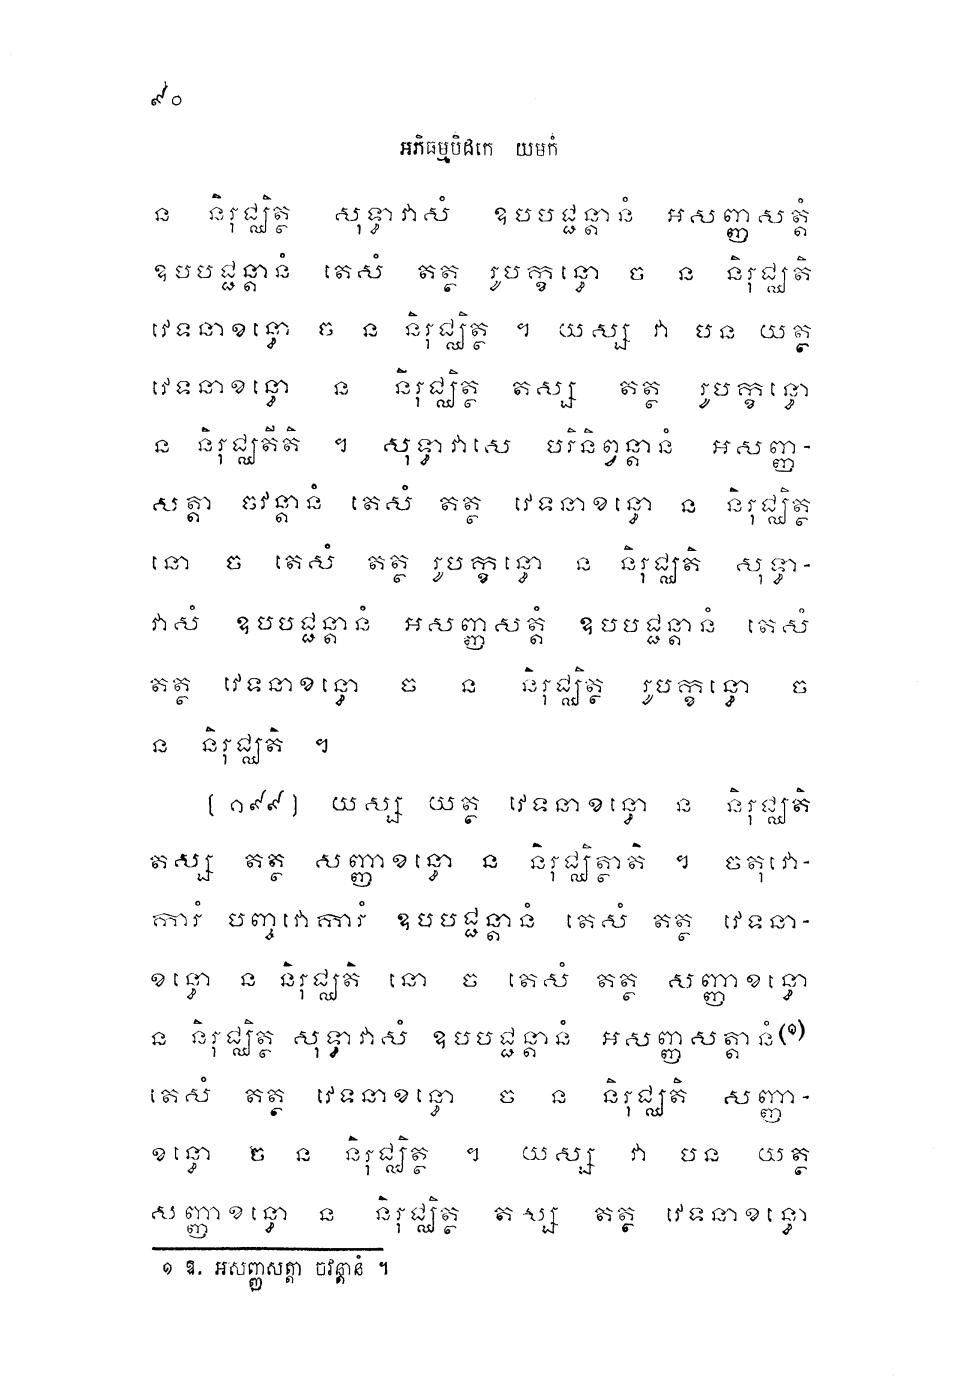 ៩០
អភិធម្មបិដកេ យមកំ
ន និរុជ្ឈិត្ថ សុទ្ធាវាសំ ឧបបជ្ជន្តានំ អសញ្ញសត្តំ
ឧបបជ្ជន្តានំ តេសំ តត្ថ រូបក្ខន្ធោ ច ន និរុជ្ឈតិ
វេទនាខន្ធោ ច ន និរុជ្ឈិត្ថ ។ យស្ស វា បន យត្ថ
វេទនាខន្ធោ ន និរុជ្ឈិត្ថ តស្ស តត្ថ រូបក្ខន្ធោ
ន និរុជ្ឈតីតិ ។ សុទ្ធាវាសេ បរិនិព្វន្តានំ អសញ្ញ-
សត្តា ចវន្តានំ តេសំ តត្ថ វេទនាខន្ធោ ន និរុជ្ឈិត្ថ
នោ ច តេសំ តត្ថ រូបក្ខន្ធោ ន និរុជ្ឈតិ សុទ្ធា-
វាសំ ឧបបជ្ជន្តានំ អសញ្ញសត្តំ ឧបបជ្ជន្តានំ តេសំ
តត្ថ វេទនាខន្ធោ ច ន និរុជ្ឈិត្ថ រូបក្ខន្ធោ ច
ន និរុជ្ឈតិ ។
[១៩៩] យស្ស យត្ថ វេទនាខន្ធោ ន និរុជ្ឈតិ
តស្ស តត្ថ សញ្ញាខន្ធោ ន និរុជ្ឈិត្ថាតិ ។ ចតុវោ-
ការំ បញ្ចវោការំ ឧបបជ្ជន្តានំ តេសំ តត្ថ វេទនា-
ខន្ធោ ន និរុជ្ឈតិ នោ ច តេសំ តត្ថ សញ្ញាខន្ធោ
ន និរុជ្ឈិត្ថ សុទ្ធាវាសំ ឧបបជ្ជន្តានំ អសញ្ញសត្តានំ(១)
តេសំ តត្ថ វេទនាខន្ធោ ច ន និរុជ្ឈតិ សញ្ញា-
ខន្ធោ ច ន និរុជ្ឈិត្ថ ។ យស្ស វា បន យត្ថ
សញ្ញាខន្ធោ ន និរុជ្ឈិត្ថ តស្ស តត្ថ វេទនាខន្ធោ
១ ឱ. អសញ្ញសត្តា ចវន្តានំ ។